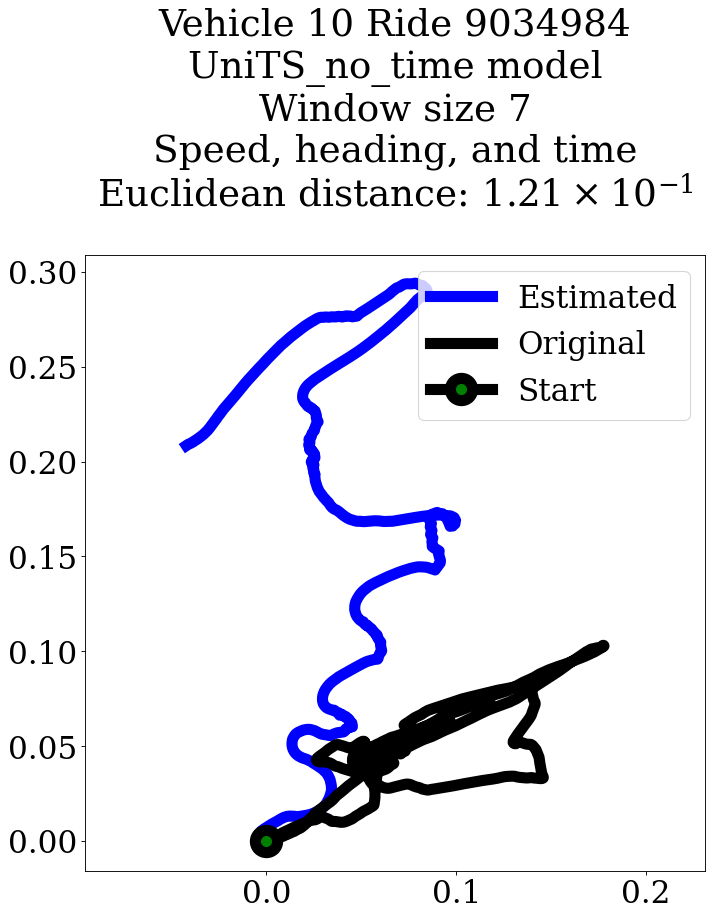 Vehicle 10 Ride 9034984
UniTS_no_time model
Window size 7
Speed, heading, and time
Euclidean distance: 1.21 × 10⁻¹
0.30
0.25
0.20
0.15
0.10
0.05
0.00
Estimated
Original
Start
0.0
0.1
0.2